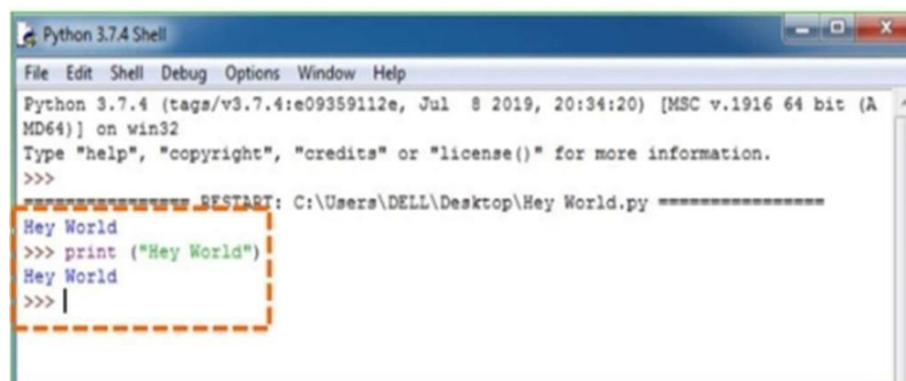 Python 3.7.4 Shell
File Edit Shell Debug Options Window Help
Python 3.7.4 (tags/v3.7.4:e09359112e, Jul  8 2019, 20:34:20) [MSC v.1916 64 bit (A
MD64)] on win32
Type "help", "copyright", "credits" or "license()" for more information.
>>>
================ RESTART: C:\Users\DELL\Desktop\Hey World.py ================
Hey World
>>> print ("Hey World")
Hey World
>>>